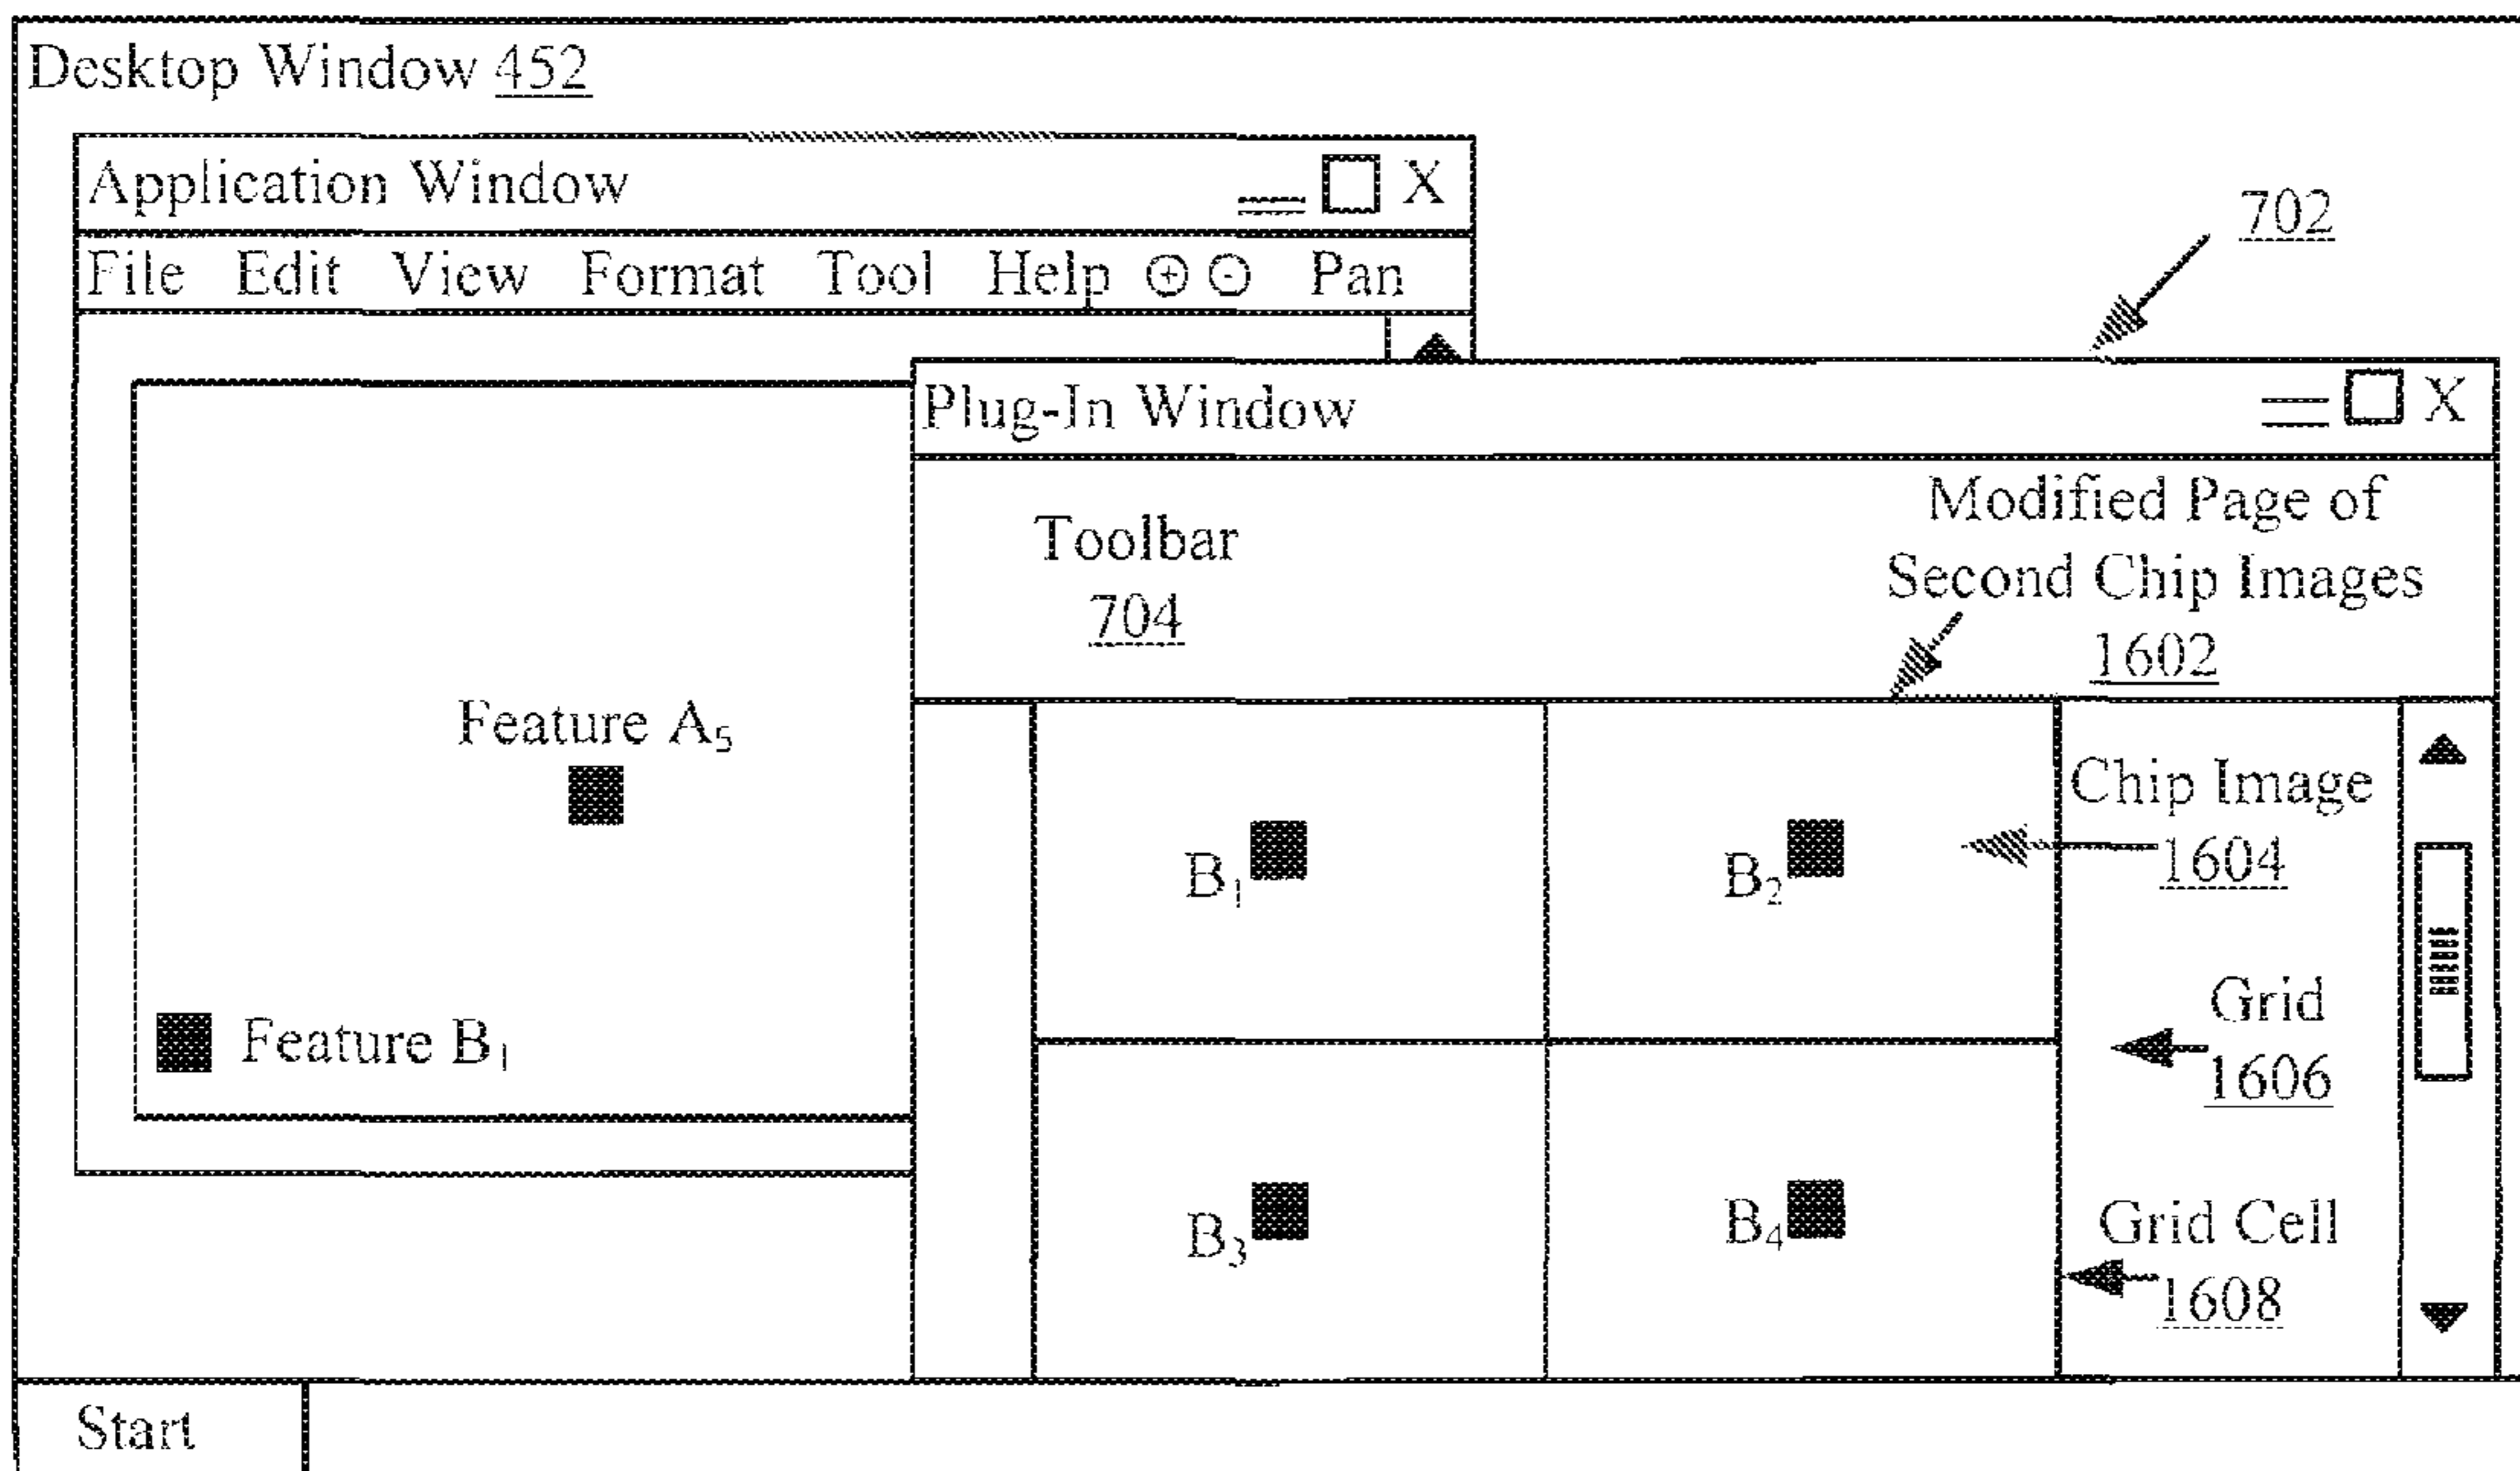 Desktop Window 452
Application Window X
File Edit View Format Tool Help + - Pan
702
Plug-In Window X
Toolbar
704
Modified Page of
Second Chip Images
1602
Feature A5
Feature B1
B1
B2
Chip Image
1604
Grid
1606
B3
B4
Grid Cell
1608
Start